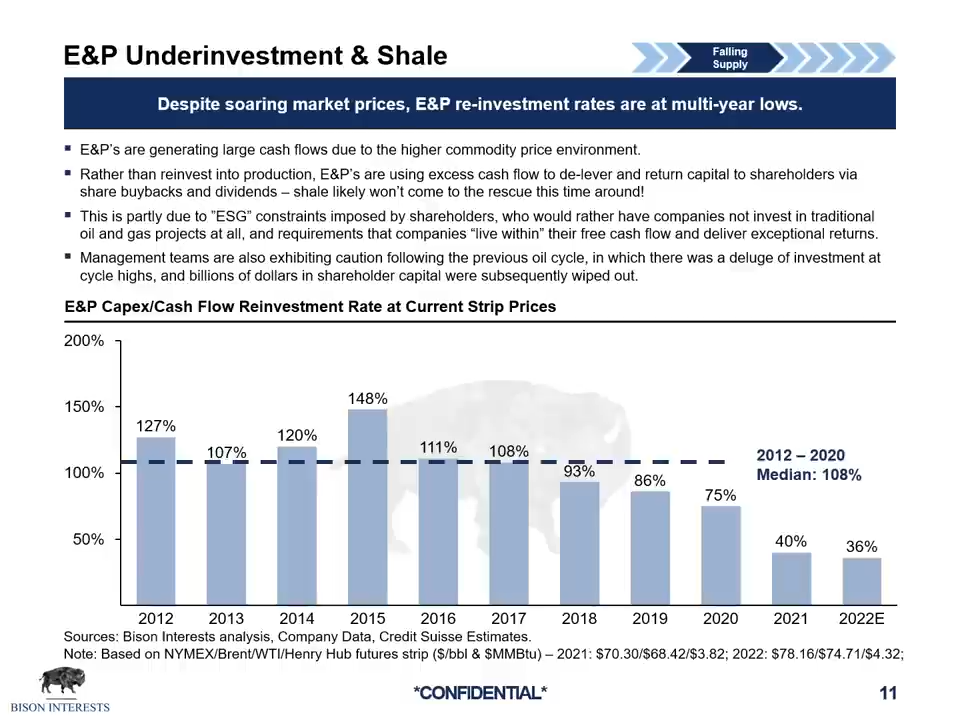 E&P Underinvestment & Shale
Falling
Supply
Despite soaring market prices, E&P re-investment rates are at multi-year lows.
▪ E&P’s are generating large cash flows due to the higher commodity price environment.
▪ Rather than reinvest into production, E&P’s are using excess cash flow to de-lever and return capital to shareholders via
share buybacks and dividends – shale likely won’t come to the rescue this time around!
▪ This is partly due to ”ESG” constraints imposed by shareholders, who would rather have companies not invest in traditional
oil and gas projects at all, and requirements that companies “live within” their free cash flow and deliver exceptional returns.
▪ Management teams are also exhibiting caution following the previous oil cycle, in which there was a deluge of investment at
cycle highs, and billions of dollars in shareholder capital were subsequently wiped out.
E&P Capex/Cash Flow Reinvestment Rate at Current Strip Prices
200%
150%
100%
50%
127%
107%
120%
148%
111%
108%
93%
86%
75%
40%
36%
2012 – 2020
Median: 108%
2012 2013 2014 2015 2016 2017 2018 2019 2020 2021 2022E
Sources: Bison Interests analysis, Company Data, Credit Suisse Estimates.
Note: Based on NYMEX/Brent/WTI/Henry Hub futures strip ($/bbl & $MMBtu) – 2021: $70.30/$68.42/$3.82; 2022: $78.16/$74.71/$4.32;
BISON INTERESTS
*CONFIDENTIAL*
11